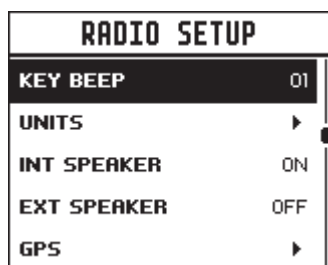 RADIO SETUP
KEY BEEP 01
UNITS ▶
INT SPEAKER ON
EXT SPEAKER OFF
GPS ▶